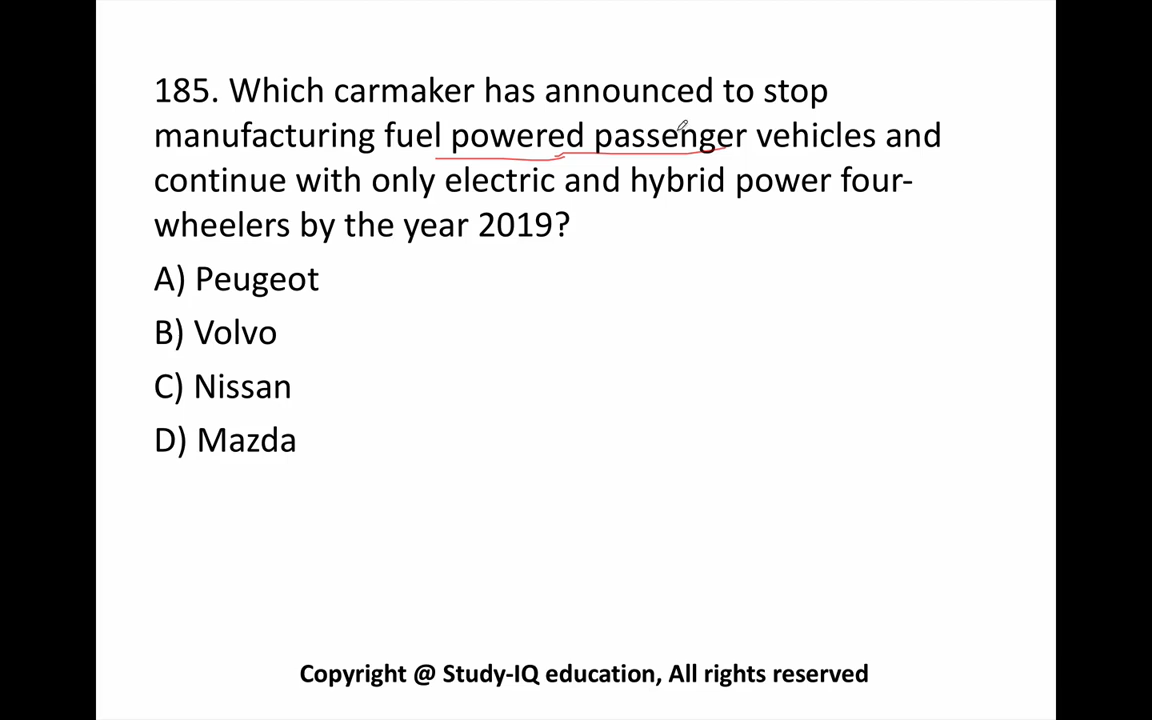 185. Which carmaker has announced to stop
manufacturing fuel powered passenger vehicles and
continue with only electric and hybrid power four-
wheelers by the year 2019?
A) Peugeot
B) Volvo
C) Nissan
D) Mazda
Copyright @ Study-IQ education, All rights reserved